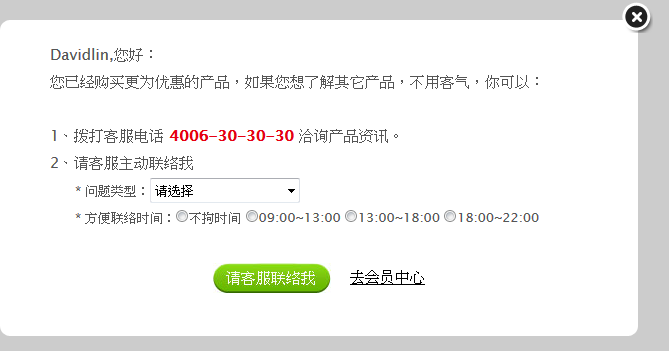 Davidlin,您好：
您已经购买更为优惠的产品，如果您想了解其它产品，不用客气，你可以：
1、拨打客服电话 4006-30-30-30 洽询产品资讯。
2、请客服主动联络我
* 问题类型：请选择
* 方便联络时间：不拘时间 09:00~13:00 13:00~18:00 18:00~22:00
请客服联络我 去会员中心